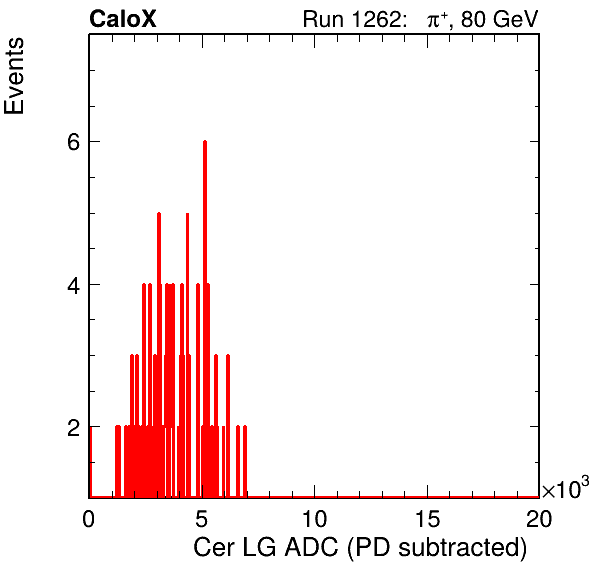 CaloX Run 1262: π⁺, 80 GeV
Events
6
4
2
0 5 10 15 20
×10³
Cer LG ADC (PD subtracted)